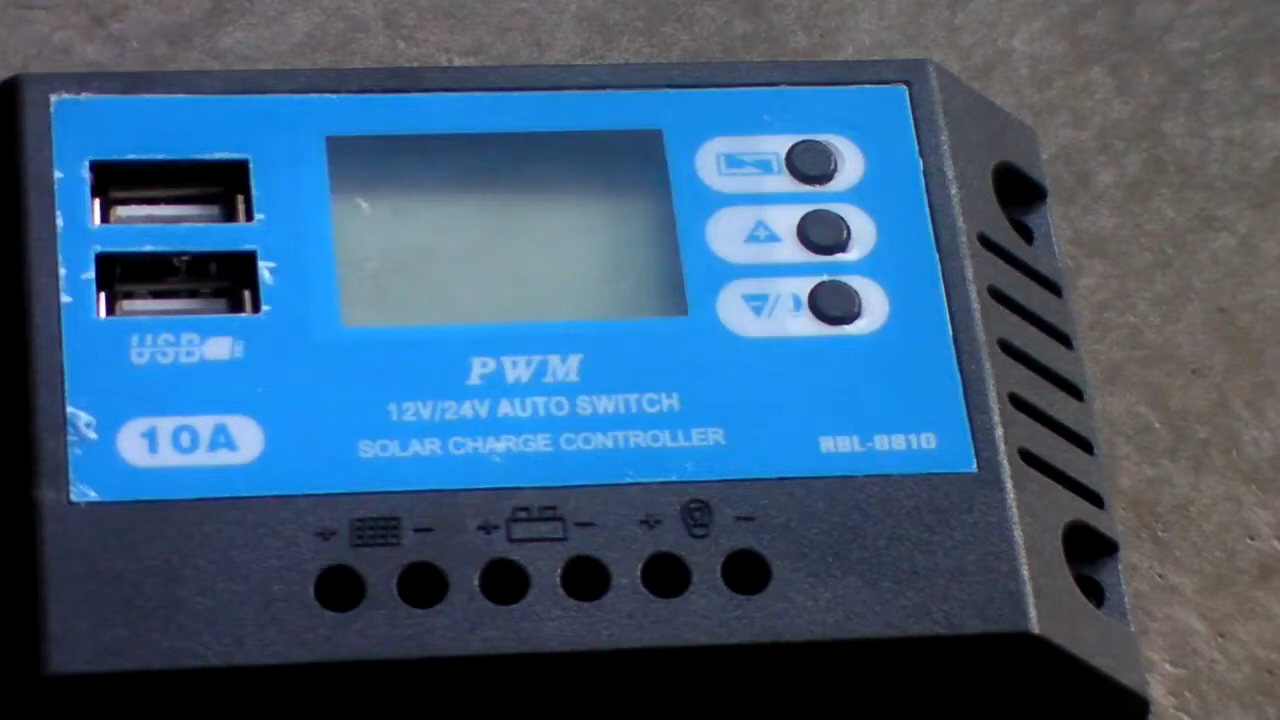 USB
10A
PWM
12V/24V AUTO SWITCH
SOLAR CHARGE CONTROLLER
RBL-8810